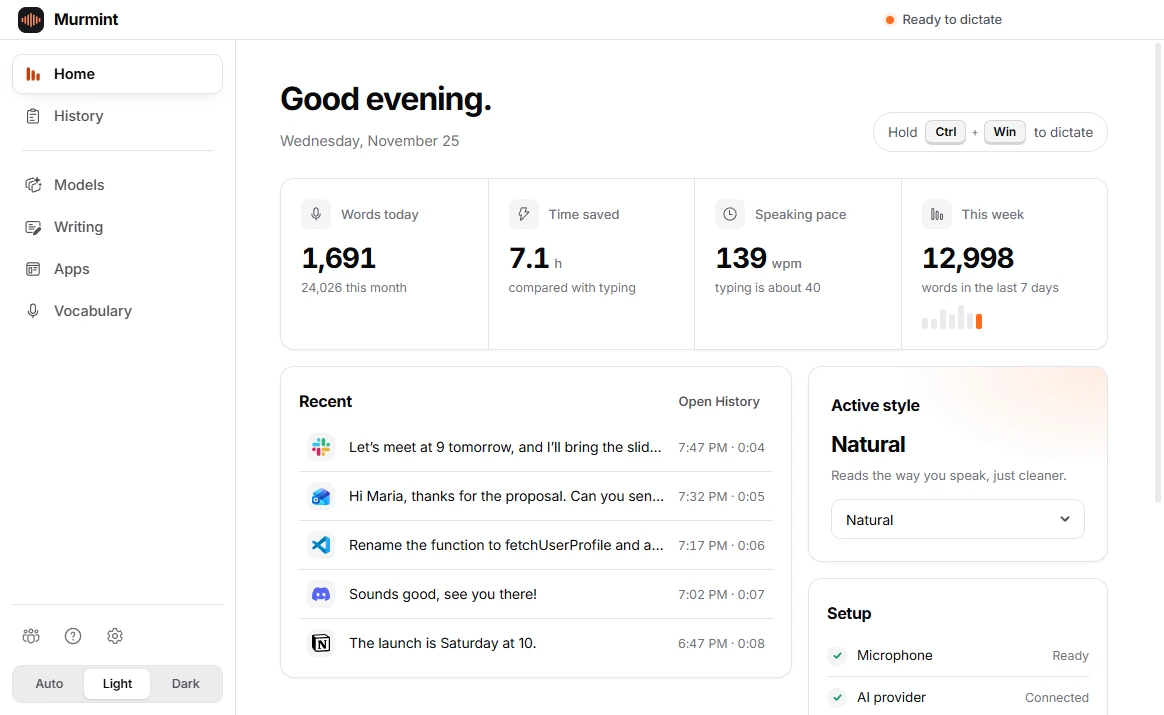 Murmint
Ready to dictate
Home
History
Models
Writing
Apps
Vocabulary
Auto Light Dark
Good evening.
Wednesday, November 25
Hold Ctrl + Win to dictate
Words today
1,691
24,026 this month
Time saved
7.1 h
compared with typing
Speaking pace
139 wpm
typing is about 40
This week
12,998
words in the last 7 days
Recent
Open History
Let’s meet at 9 tomorrow, and I’ll bring the slid... 7:47 PM · 0:04
Hi Maria, thanks for the proposal. Can you sen... 7:32 PM · 0:05
Rename the function to fetchUserProfile and a... 7:17 PM · 0:06
Sounds good, see you there! 7:02 PM · 0:07
The launch is Saturday at 10. 6:47 PM · 0:08
Active style
Natural
Reads the way you speak, just cleaner.
Natural
Setup
Microphone Ready
AI provider Connected